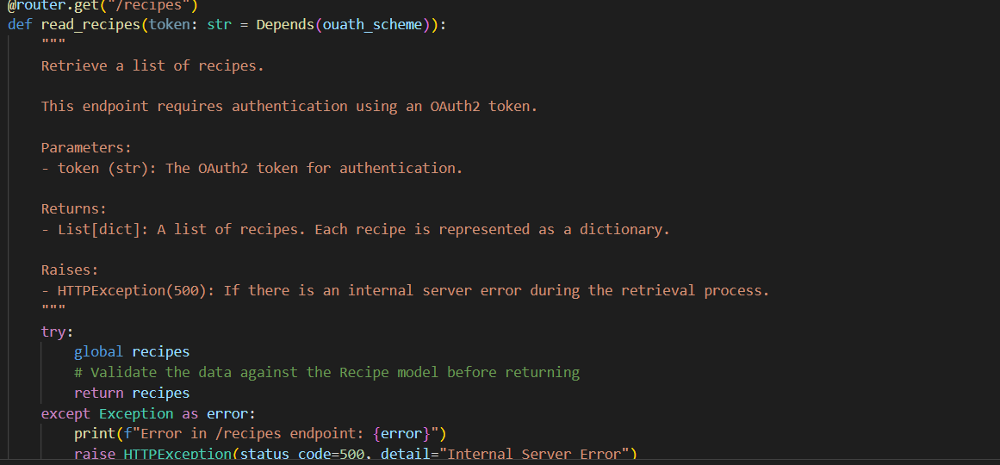 @router.get("/recipes")
def read_recipes(token: str = Depends(ouath_scheme)):
"""
Retrieve a list of recipes.
This endpoint requires authentication using an OAuth2 token.
Parameters:
- token (str): The OAuth2 token for authentication.
Returns:
- List[dict]: A list of recipes. Each recipe is represented as a dictionary.
Raises:
- HTTPException(500): If there is an internal server error during the retrieval process.
"""
try:
global recipes
# Validate the data against the Recipe model before returning
return recipes
except Exception as error:
print(f"Error in /recipes endpoint: {error}")
raise HTTPException(status_code=500, detail="Internal Server Error")